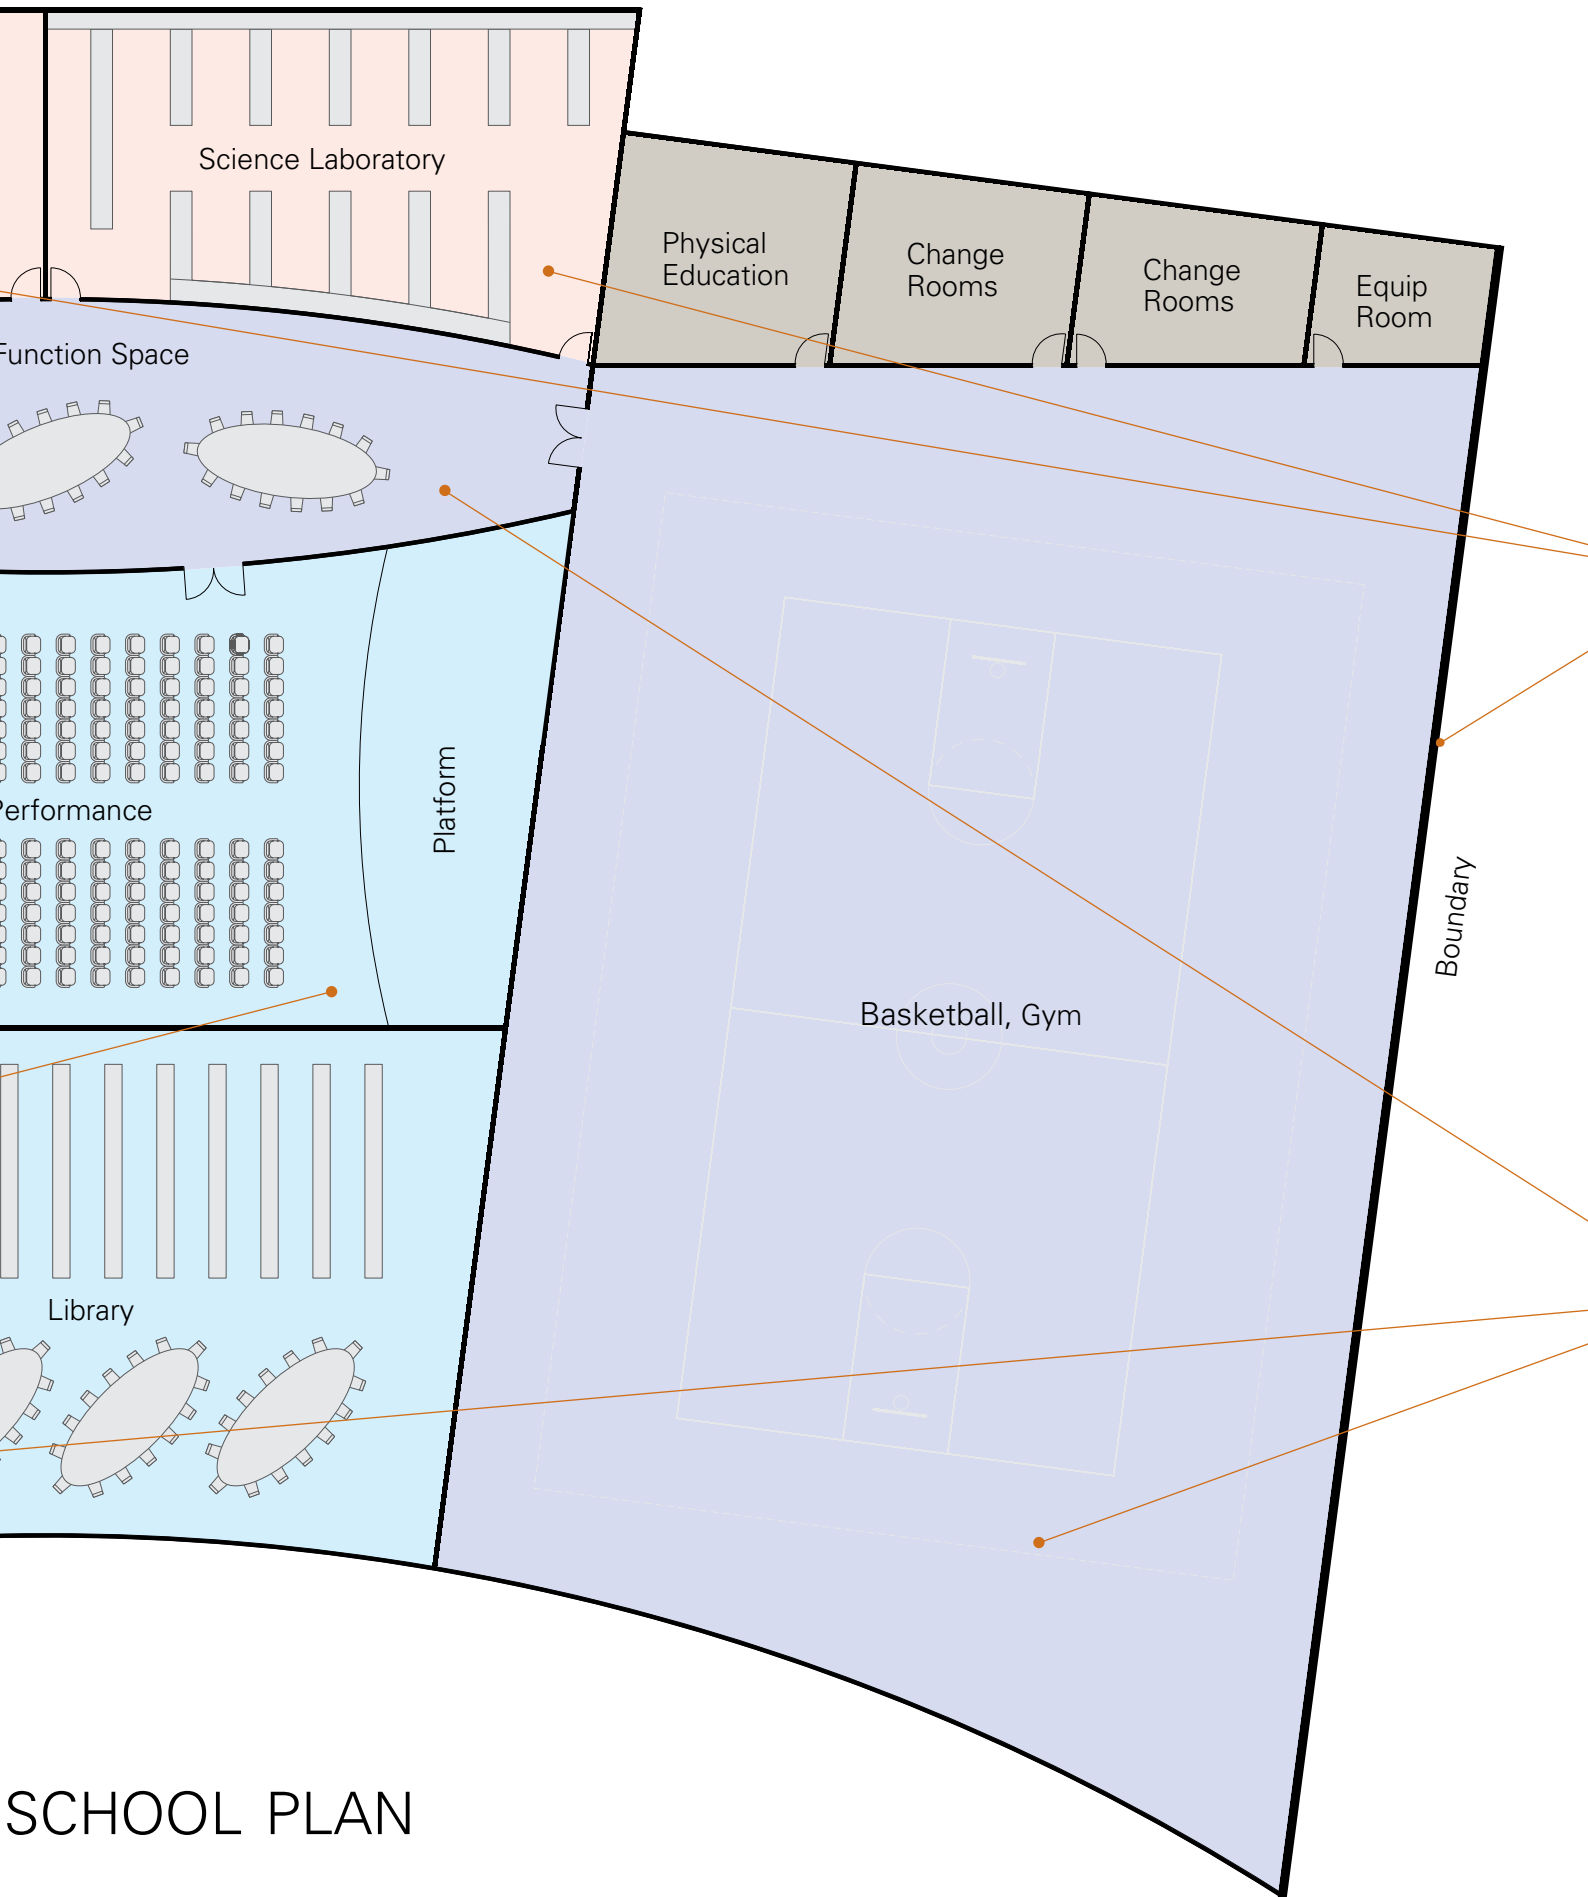 Science Laboratory
Physical
Education
Change
Rooms
Change
Rooms
Equip
Room
Function Space
Performance
Platform
Boundary
Basketball, Gym
Library
SCHOOL PLAN